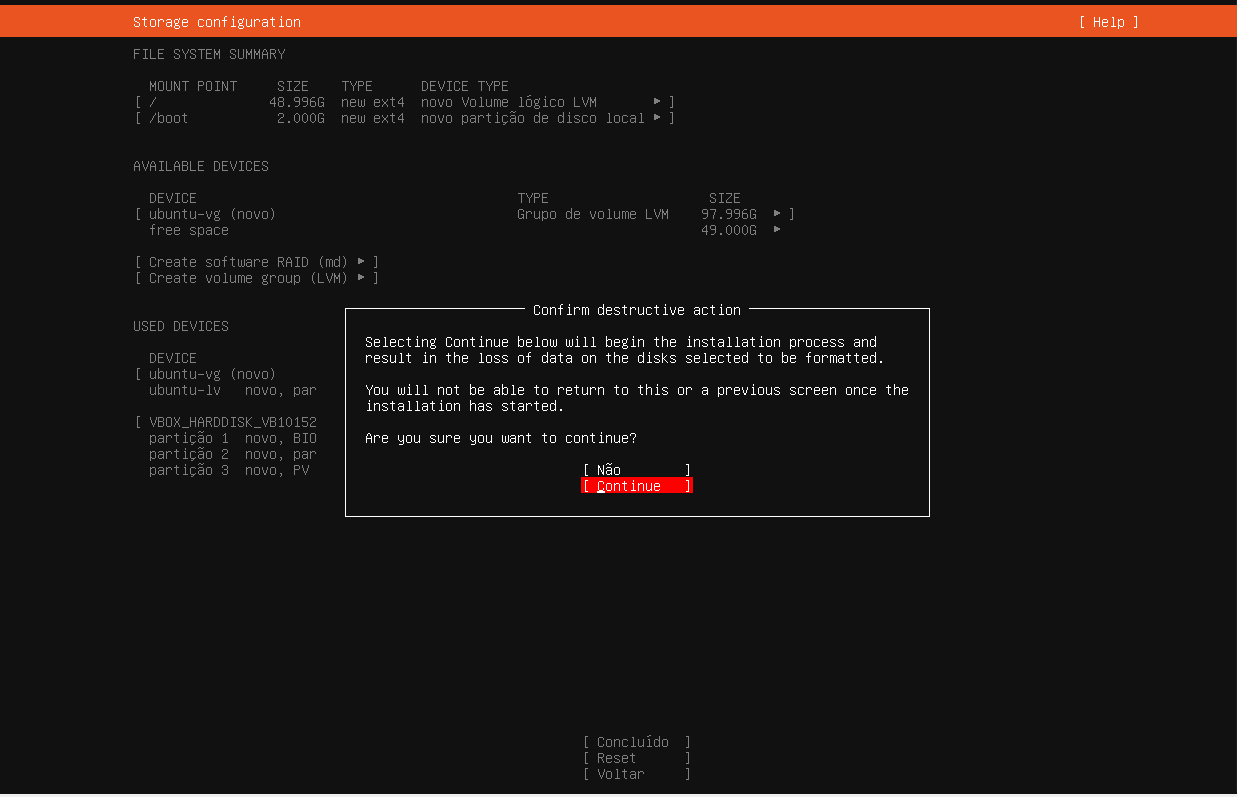 Storage configuration [ Help ]
FILE SYSTEM SUMMARY
MOUNT POINT SIZE TYPE DEVICE TYPE
[ / 48.996G new ext4 novo Volume lógico LVM ▸ ]
[ /boot 2.000G new ext4 novo partição de disco local ▸ ]
AVAILABLE DEVICES
DEVICE TYPE SIZE
[ ubuntu-vg (novo) Grupo de volume LVM 97.996G ▸ ]
free space 49.000G ▸
[ Create software RAID (md) ▸ ]
[ Create volume group (LVM) ▸ ]
USED DEVICES
DEVICE
[ ubuntu-vg (novo)
ubuntu-lv novo, par
[ VBOX_HARDDISK_VB10152
partição 1 novo, BIO
partição 2 novo, par
partição 3 novo, PV
Confirm destructive action
Selecting Continue below will begin the installation process and
result in the loss of data on the disks selected to be formatted.
You will not be able to return to this or a previous screen once the
installation has started.
Are you sure you want to continue?
[ Não ]
[ Continue ]
[ Concluído ]
[ Reset ]
[ Voltar ]